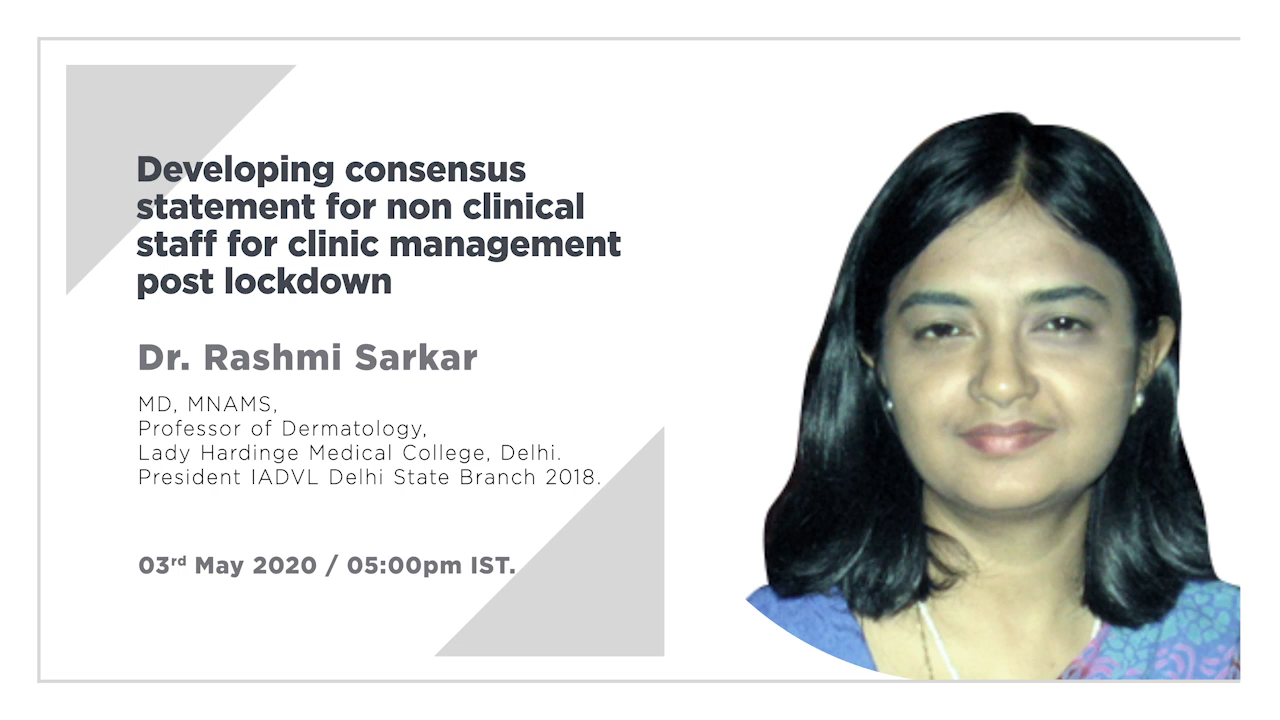 Developing consensus
statement for non clinical
staff for clinic management
post lockdown
Dr. Rashmi Sarkar
MD, MNAMS,
Professor of Dermatology,
Lady Hardinge Medical College, Delhi.
President IADVL Delhi State Branch 2018.
03rd May 2020 / 05:00pm IST.